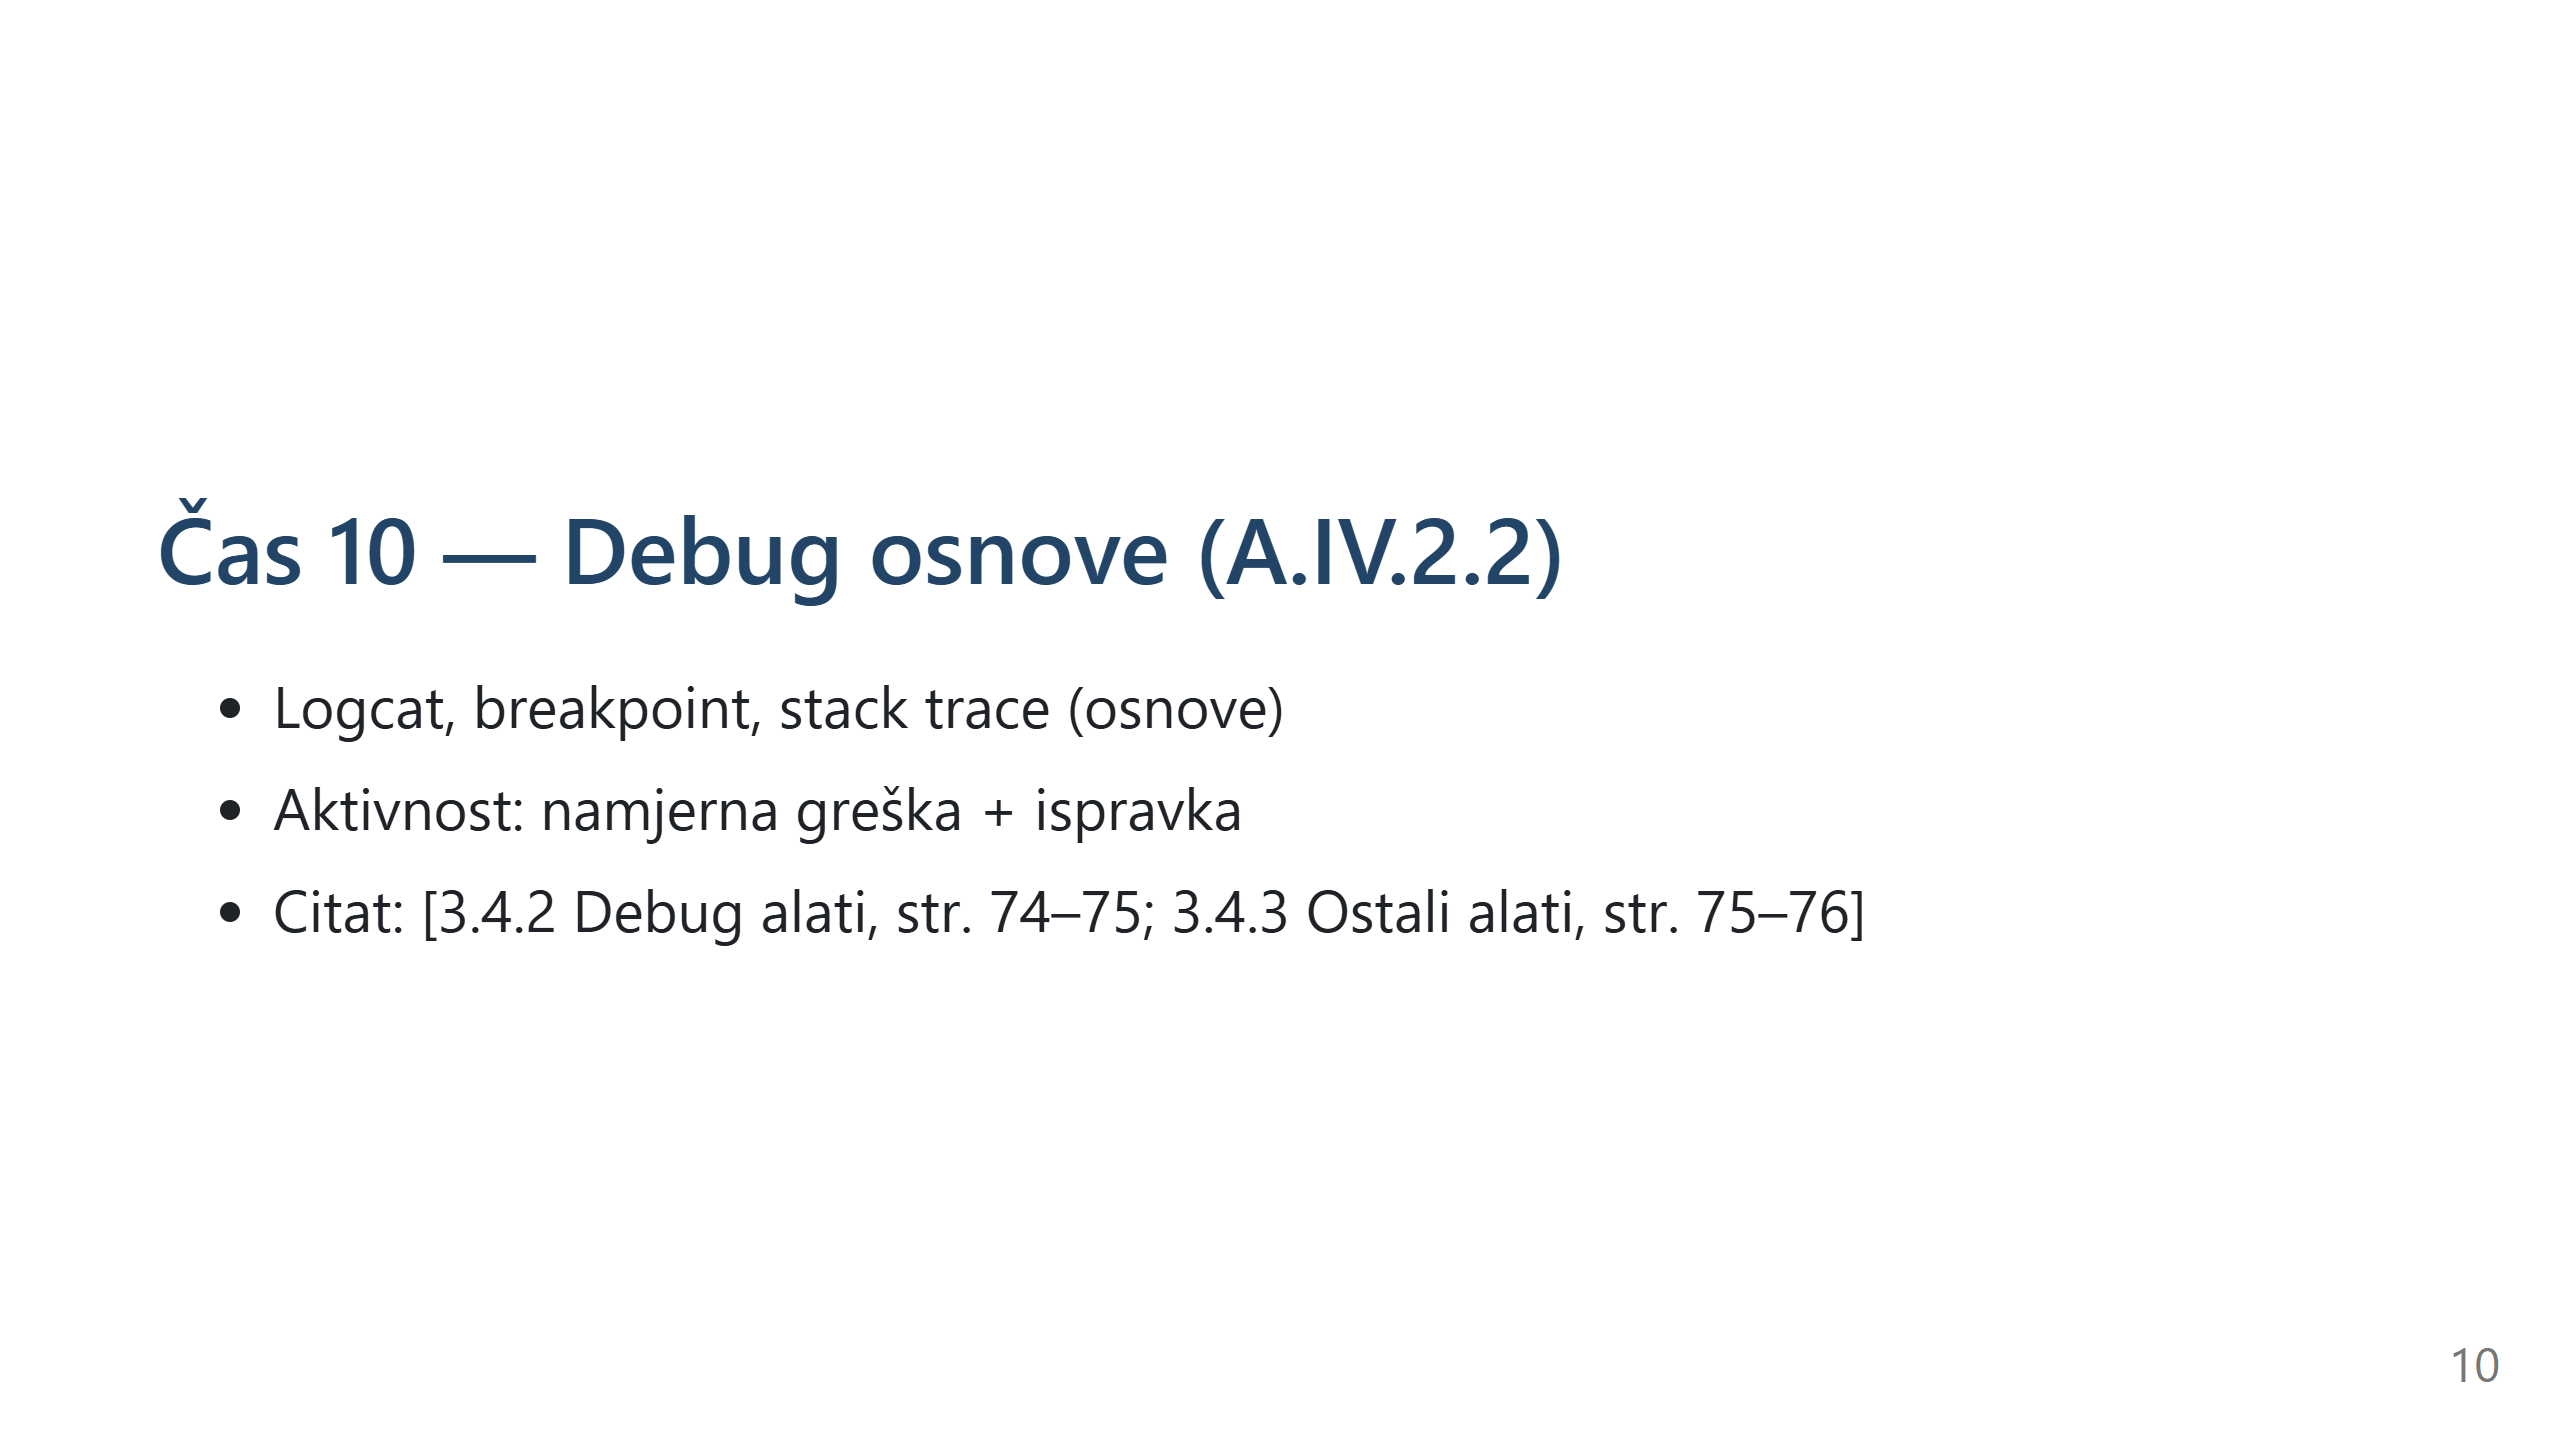 Čas 10 — Debug osnove (A.IV.2.2)
• Logcat, breakpoint, stack trace (osnove)
• Aktivnost: namjerna greška + ispravka
• Citat: [3.4.2 Debug alati, str. 74–75; 3.4.3 Ostali alati, str. 75–76]
10